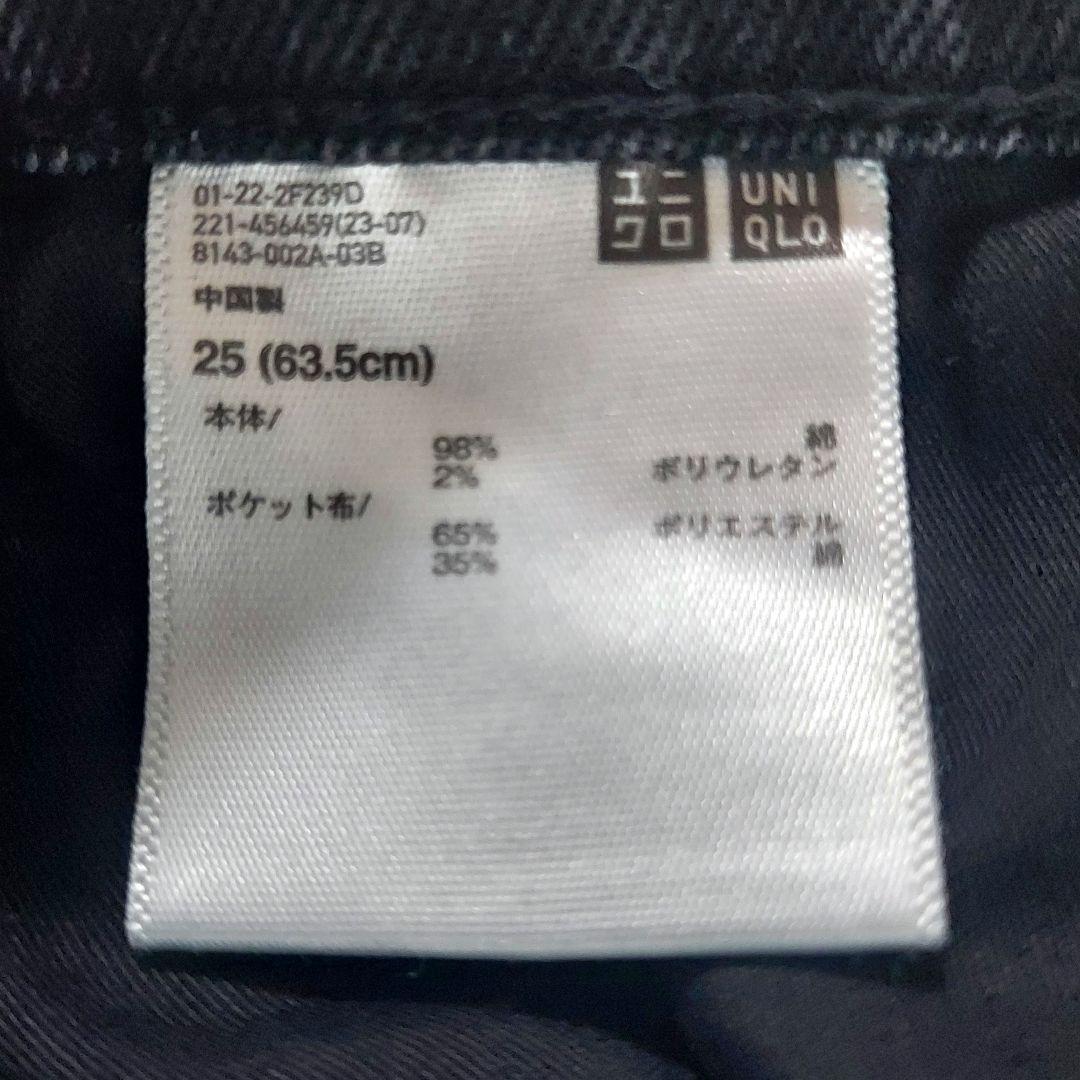 01-22-2F239D
221-456459(23-07)
8143-002A-03B
ユニ
クロ
UNI
QLO
中国製
25 (63.5cm)
本体/
98% 綿
2% ポリウレタン
ポケット布/
65% ポリエステル
35% 綿